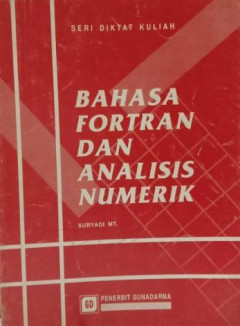 SERI DIKTAT KULIAH
BAHASA
FORTRAN
DAN
ANALISIS
NUMERIK
SURYADI MT.
GD PENERBIT GUNADARMA